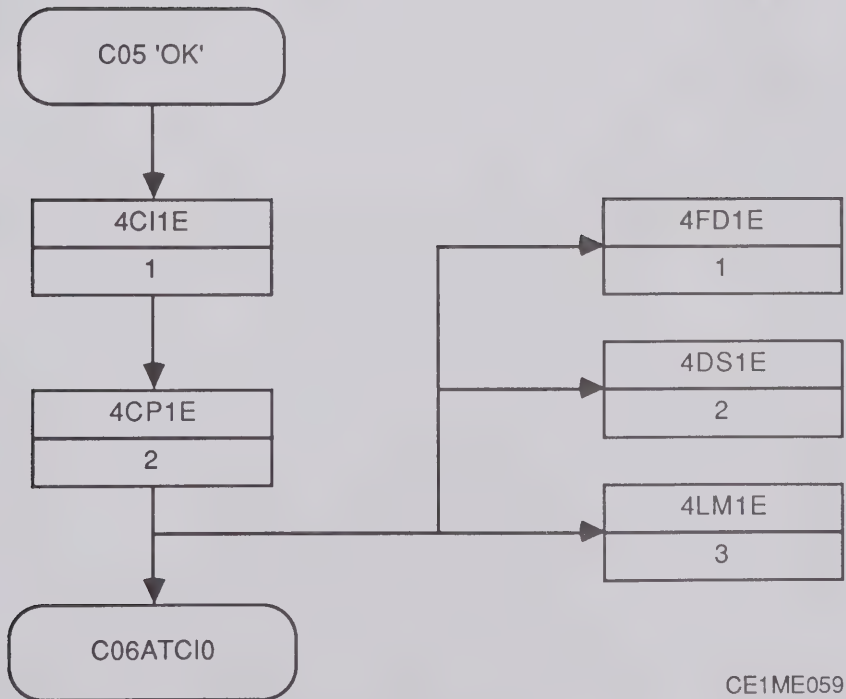 C05 'OK'
4CI1E
1
4CP1E
2
C06ATCI0
4FD1E
1
4DS1E
2
4LM1E
3
CE1ME059